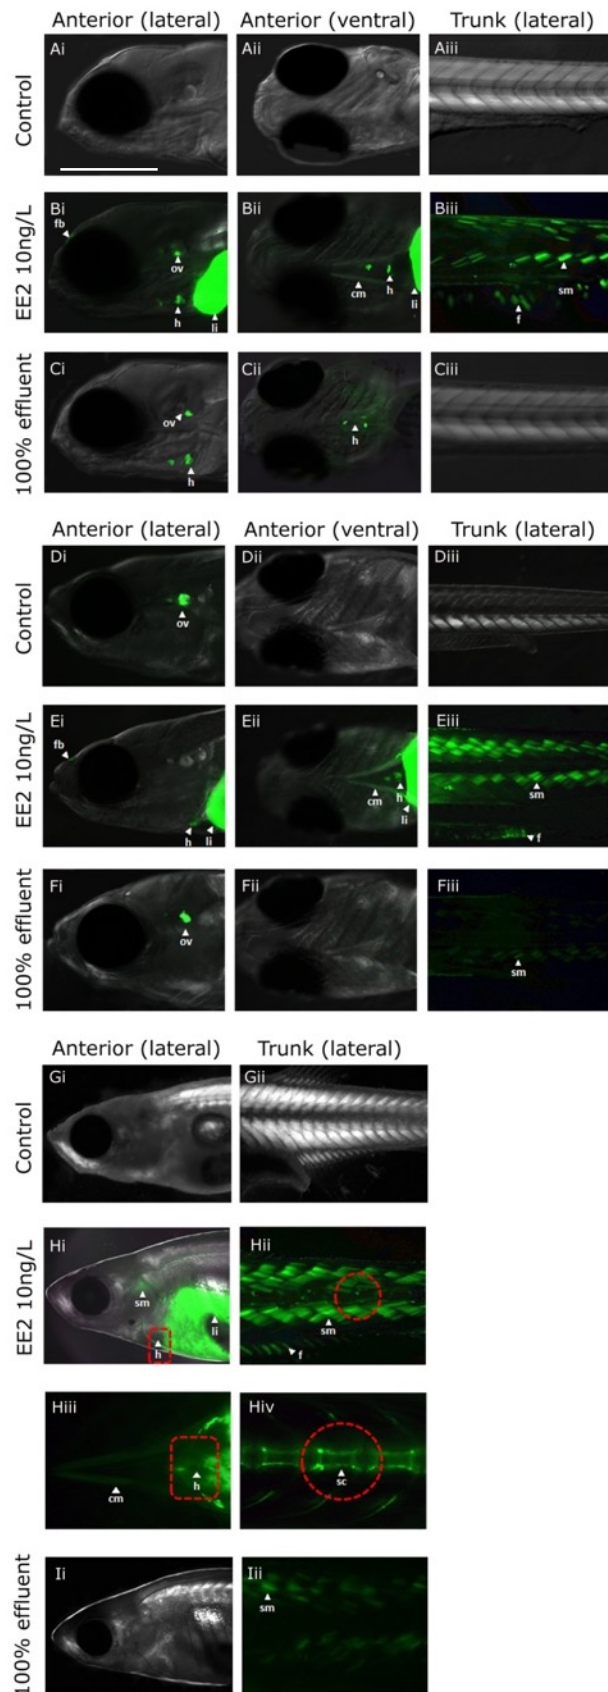 Anterior (lateral) Anterior (ventral) Trunk (lateral)
Control
Ai Aii Aiii
EE2 10ng/L
Bi Bii Biii
fb ov h li cm h li sm f
100% effluent
Ci Cii Ciii
ov h h
Anterior (lateral) Anterior (ventral) Trunk (lateral)
Control
Di Dii Diii
ov
EE2 10ng/L
Ei Eii Eiii
fb h li cm h li sm f
100% effluent
Fi Fii Fiii
ov sm
Anterior (lateral) Trunk (lateral)
Control
Gi Gii
EE2 10ng/L
Hi Hii
sm li h sm f
Hiii Hiv
cm h sc
100% effluent
Ii Iii
sm